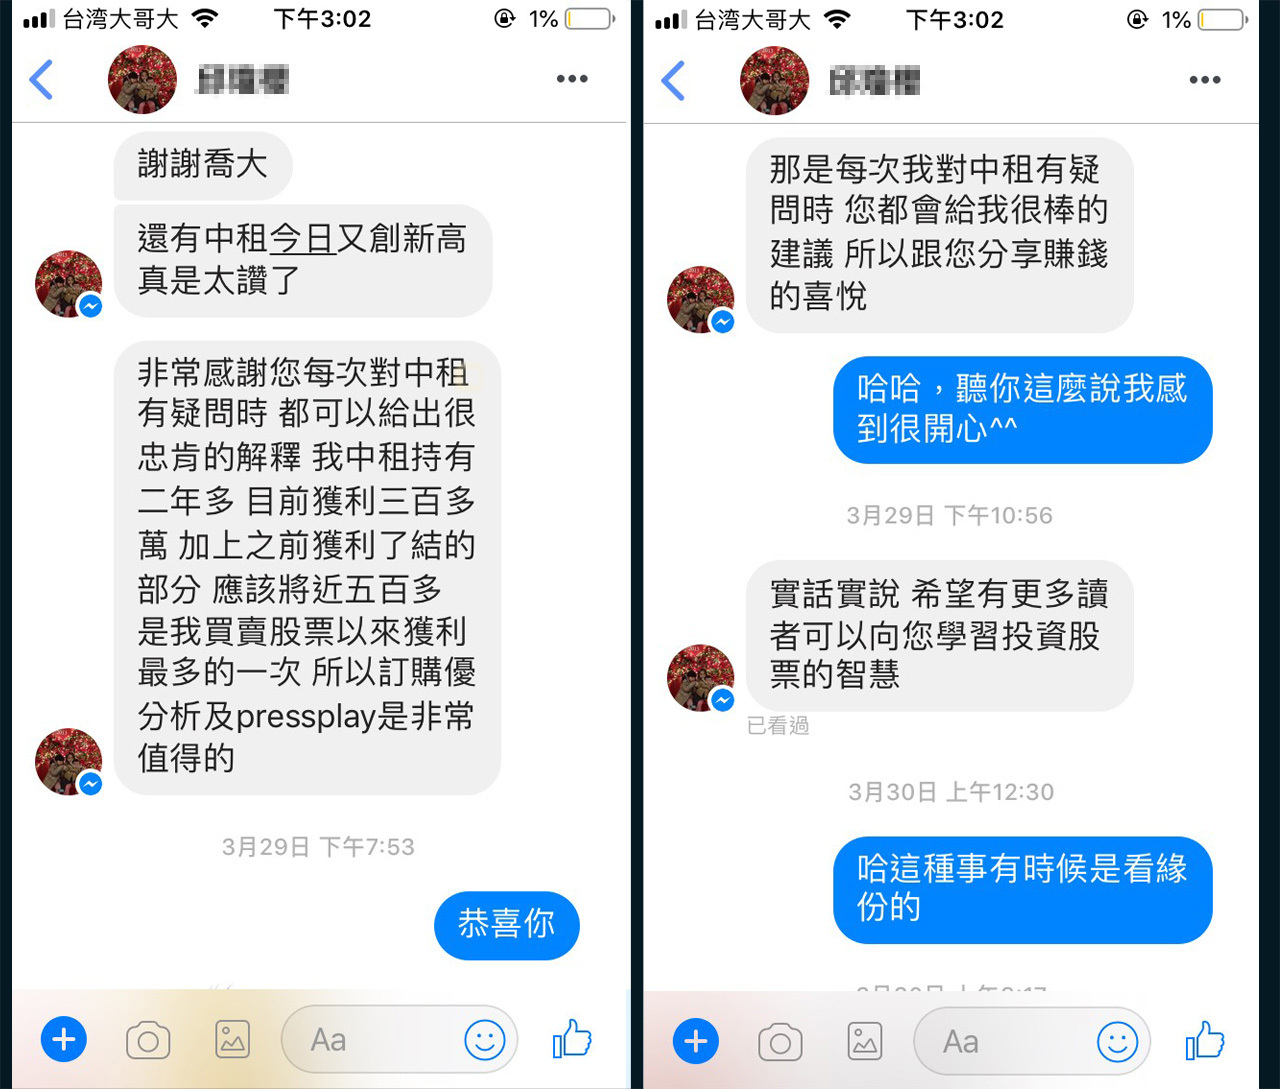 台湾大哥大
下午3:02
1%
謝謝喬大
還有中租今日又創新高
真是太讚了
非常感謝您每次對中租
有疑問時 都可以給出很
忠肯的解釋 我中租持有
二年多 目前獲利三百多
萬 加上之前獲利了結的
部分 應該將近五百多
是我買賣股票以來獲利
最多的一次 所以訂購優
分析及pressplay是非常
值得的
3月29日 下午7:53
恭喜你
Aa
台湾大哥大
下午3:02
1%
那是每次我對中租有疑
問時 您都會給我很棒的
建議 所以跟您分享賺錢
的喜悅
哈哈，聽你這麼說我感
到很開心^^
3月29日 下午10:56
實話實說 希望有更多讀
者可以向您學習投資股
票的智慧
已看過
3月30日 上午12:30
哈這種事有時候是看緣
份的
Aa